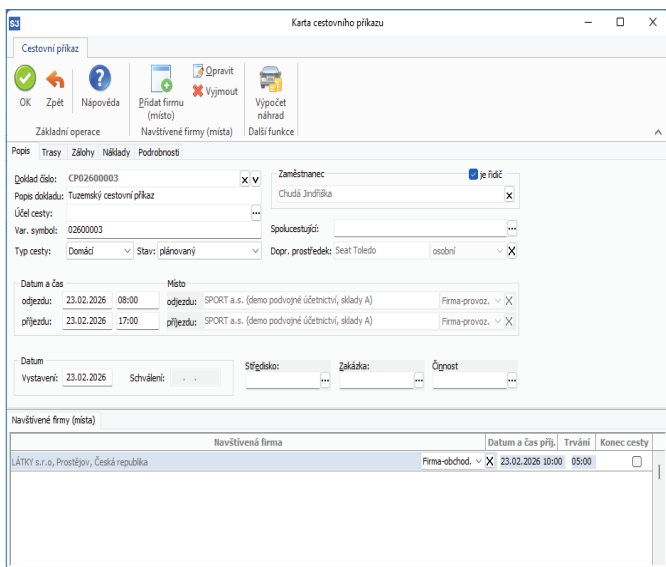 S3 Karta cestovního příkazu
Cestovní příkaz
OK Zpět Nápověda Přidat firmu (místo) Opravit Vyjmout Výpočet náhrad
Základní operace Navštívené firmy (místa) Další funkce
Popis Trasy Zálohy Náklady Podrobnosti
Doklad číslo: CP02600003 x v Zaměstnanec je řidič
Popis dokladu: Tuzemský cestovní příkaz Chudá Jindřiška x
Účel cesty: ...
Var. symbol: 02600003 Spolucestující: ...
Typ cesty: Domácí Stav: plánovaný Dopr. prostředek: Seat Toledo osobní X
Datum a čas Místo
odjezdu: 23.02.2026 08:00 odjezdu: SPORT a.s. (demo podvojné účetnictví, sklady A) Firma-provoz. X
příjezdu: 23.02.2026 17:00 příjezdu: SPORT a.s. (demo podvojné účetnictví, sklady A) Firma-provoz. X
Datum Středisko: Zakázka: Činnost
Vystavení: 23.02.2026 Schválení: . . ... ... ...
Navštívené firmy (místa)
Navštívená firma Datum a čas příj. Trvání Konec cesty
LÁTKY s.r.o, Prostějov, Česká republika Firma-obchod. X 23.02.2026 10:00 05:00